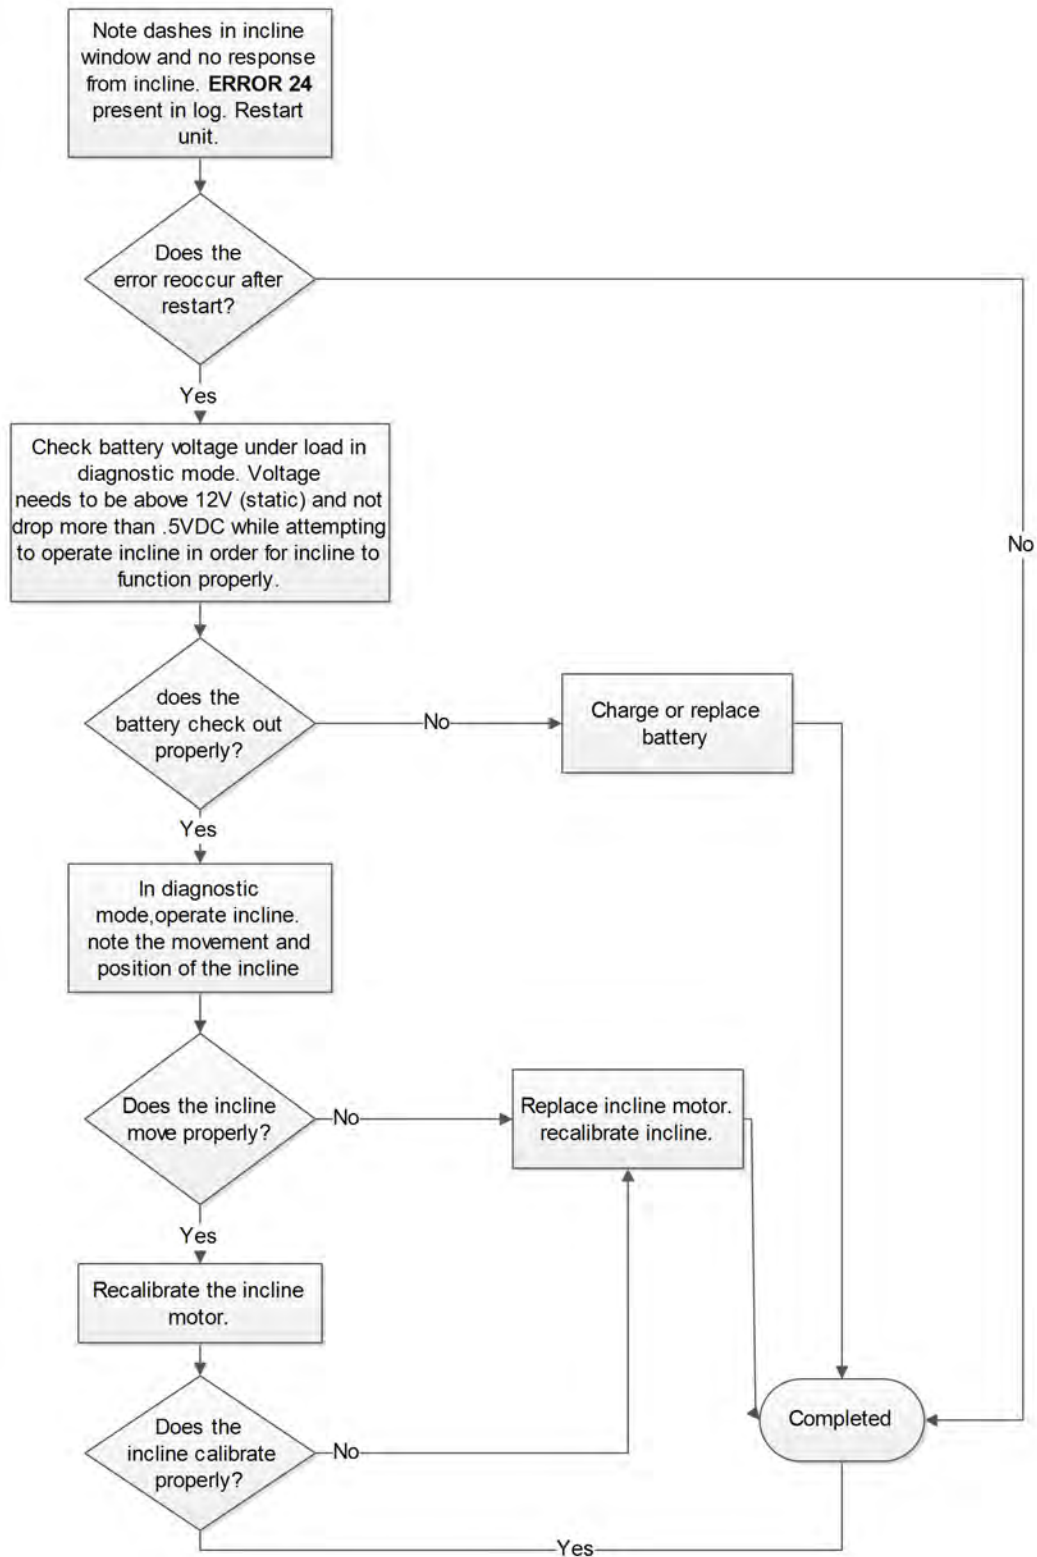 Note dashes in incline
window and no response
from incline. ERROR 24
present in log. Restart
unit.
Does the
error reoccur after
restart?
Yes
No
Check battery voltage under load in
diagnostic mode. Voltage
needs to be above 12V (static) and not
drop more than .5VDC while attempting
to operate incline in order for incline to
function properly.
does the
battery check out
properly?
No
Charge or replace
battery
Yes
In diagnostic
mode,operate incline.
note the movement and
position of the incline
Does the incline
move properly?
No
Replace incline motor.
recalibrate incline.
Yes
Recalibrate the incline
motor.
Does the
incline calibrate
properly?
No
Completed
Yes